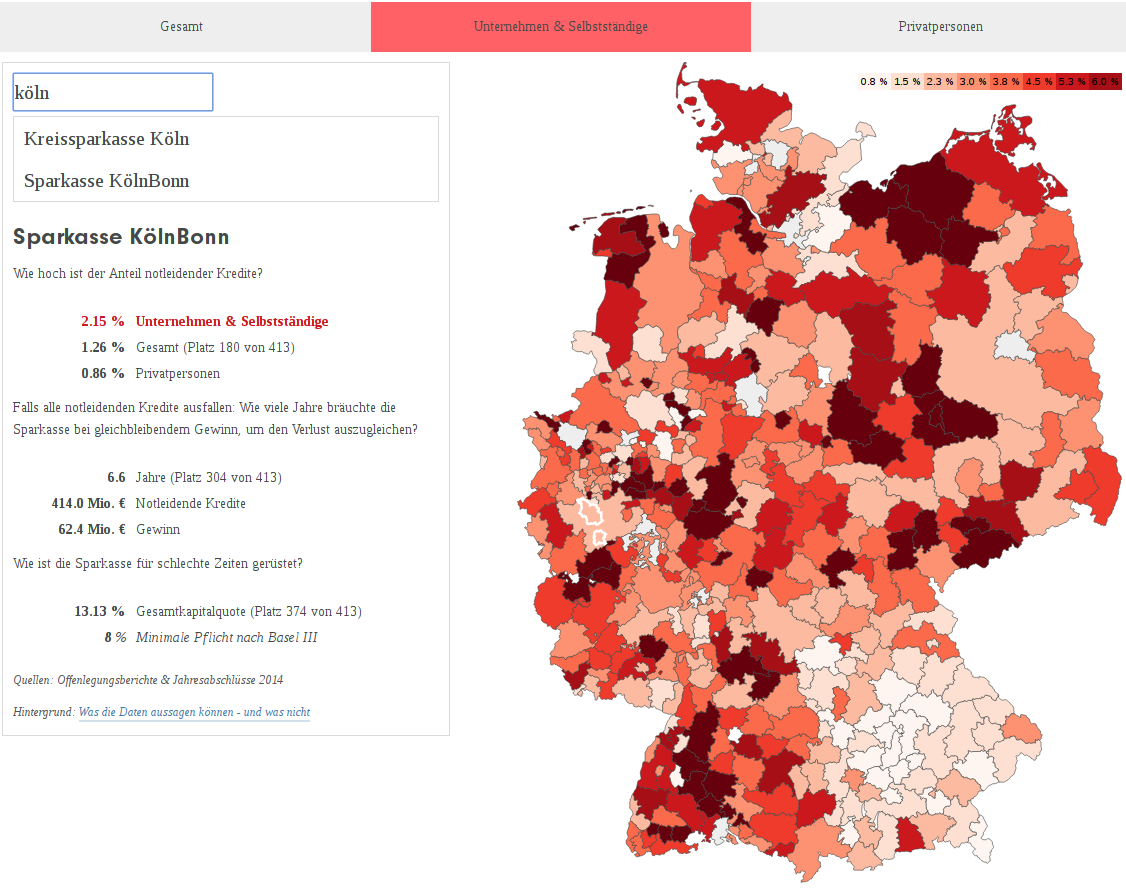 Gesamt
Unternehmen & Selbstständige
Privatpersonen
köln
Kreissparkasse Köln
Sparkasse KölnBonn
Sparkasse KölnBonn
Wie hoch ist der Anteil notleidender Kredite?
2.15 % Unternehmen & Selbstständige
1.26 % Gesamt (Platz 180 von 413)
0.86 % Privatpersonen
Falls alle notleidenden Kredite ausfallen: Wie viele Jahre bräuchte die
Sparkasse bei gleichbleibendem Gewinn, um den Verlust auszugleichen?
6.6 Jahre (Platz 304 von 413)
414.0 Mio. € Notleidende Kredite
62.4 Mio. € Gewinn
Wie ist die Sparkasse für schlechte Zeiten gerüstet?
13.13 % Gesamtkapitalquote (Platz 374 von 413)
8 % Minimale Pflicht nach Basel III
Quellen: Offenlegungsberichte & Jahresabschlüsse 2014
Hintergrund: Was die Daten aussagen können - und was nicht
0.8 % 1.5 % 2.3 % 3.0 % 3.8 % 4.5 % 5.3 % 6.0 %